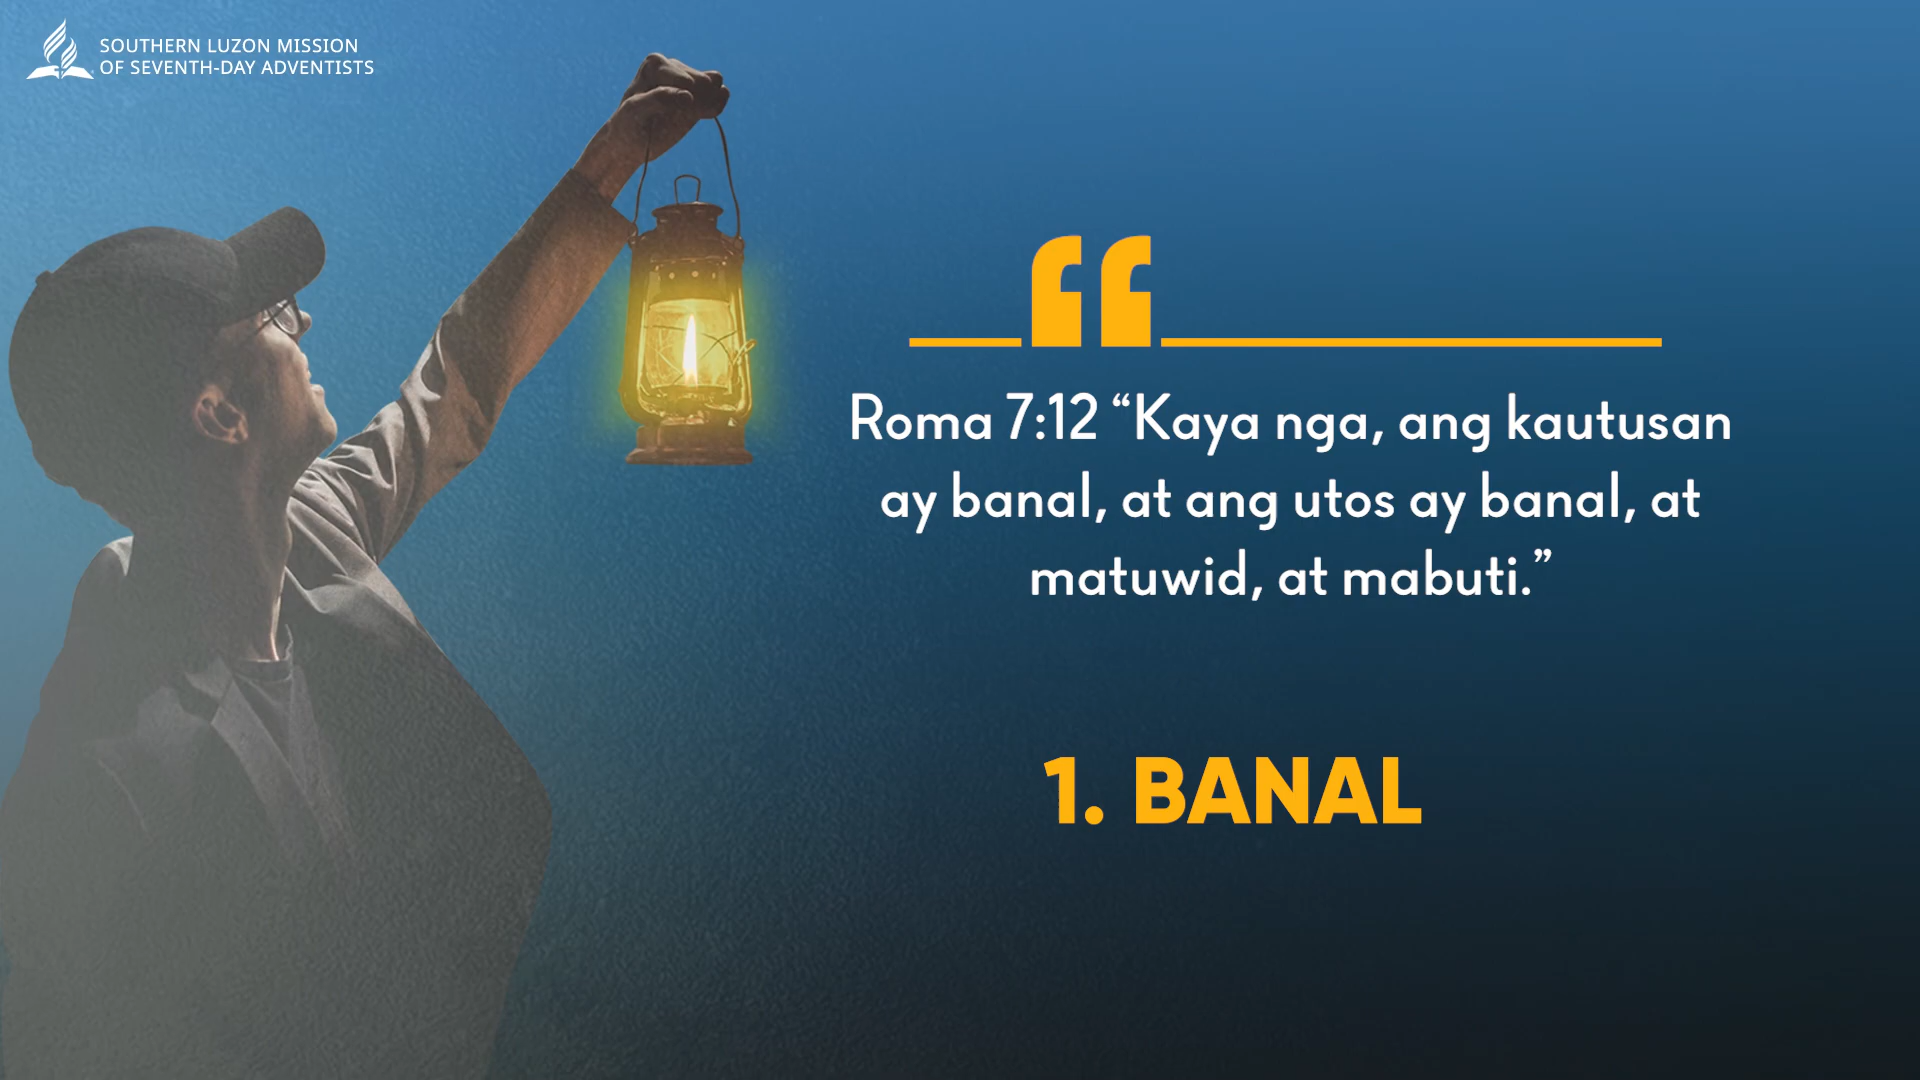 SOUTHERN LUZON MISSION
OF SEVENTH-DAY ADVENTISTS
“
Roma 7:12 “Kaya nga, ang kautusan
ay banal, at ang utos ay banal, at
matuwid, at mabuti.”
1. BANAL